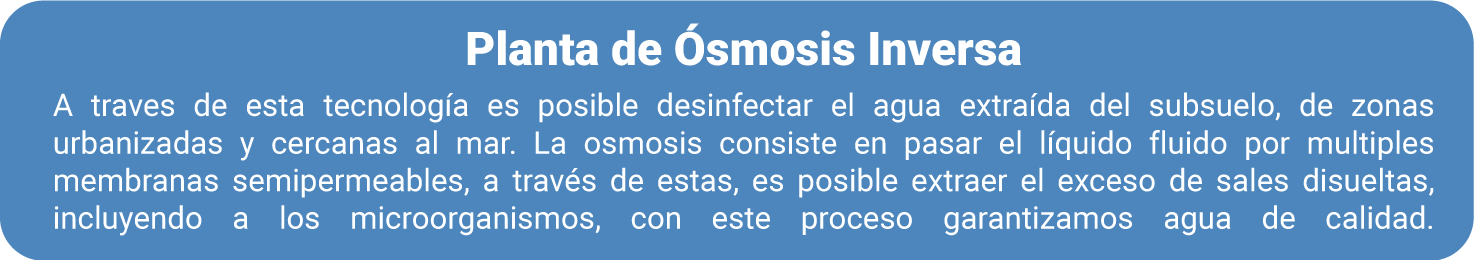 Planta de Ósmosis Inversa
A traves de esta tecnología es posible desinfectar el agua extraída del subsuelo, de zonas
urbanizadas y cercanas al mar. La osmosis consiste en pasar el líquido fluido por multiples
membranas semipermeables, a través de estas, es posible extraer el exceso de sales disueltas,
incluyendo a los microorganismos, con este proceso garantizamos agua de calidad.